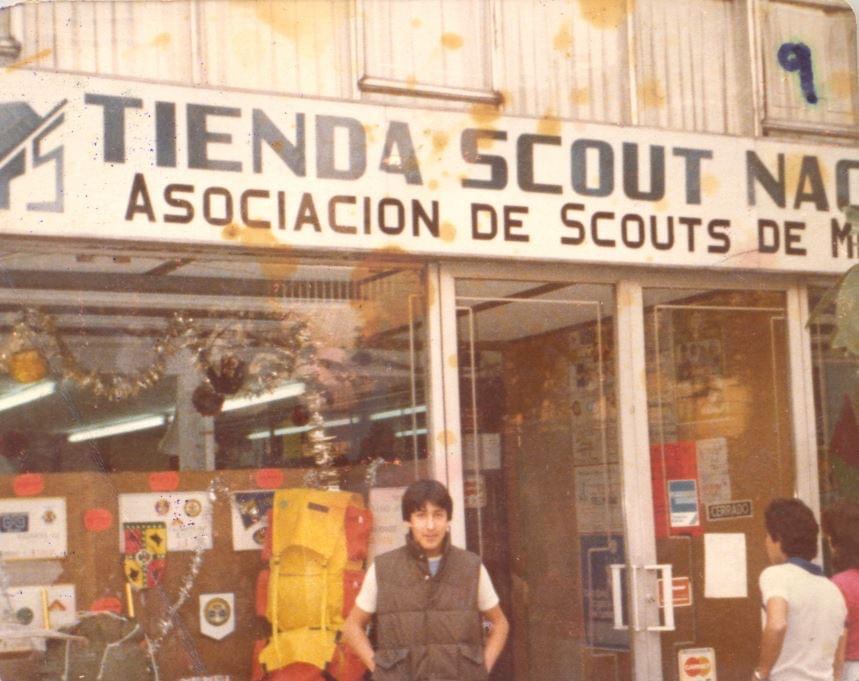 9
TIENDA SCOUT NAC
ASOCIACION DE SCOUTS DE M
CERRADO